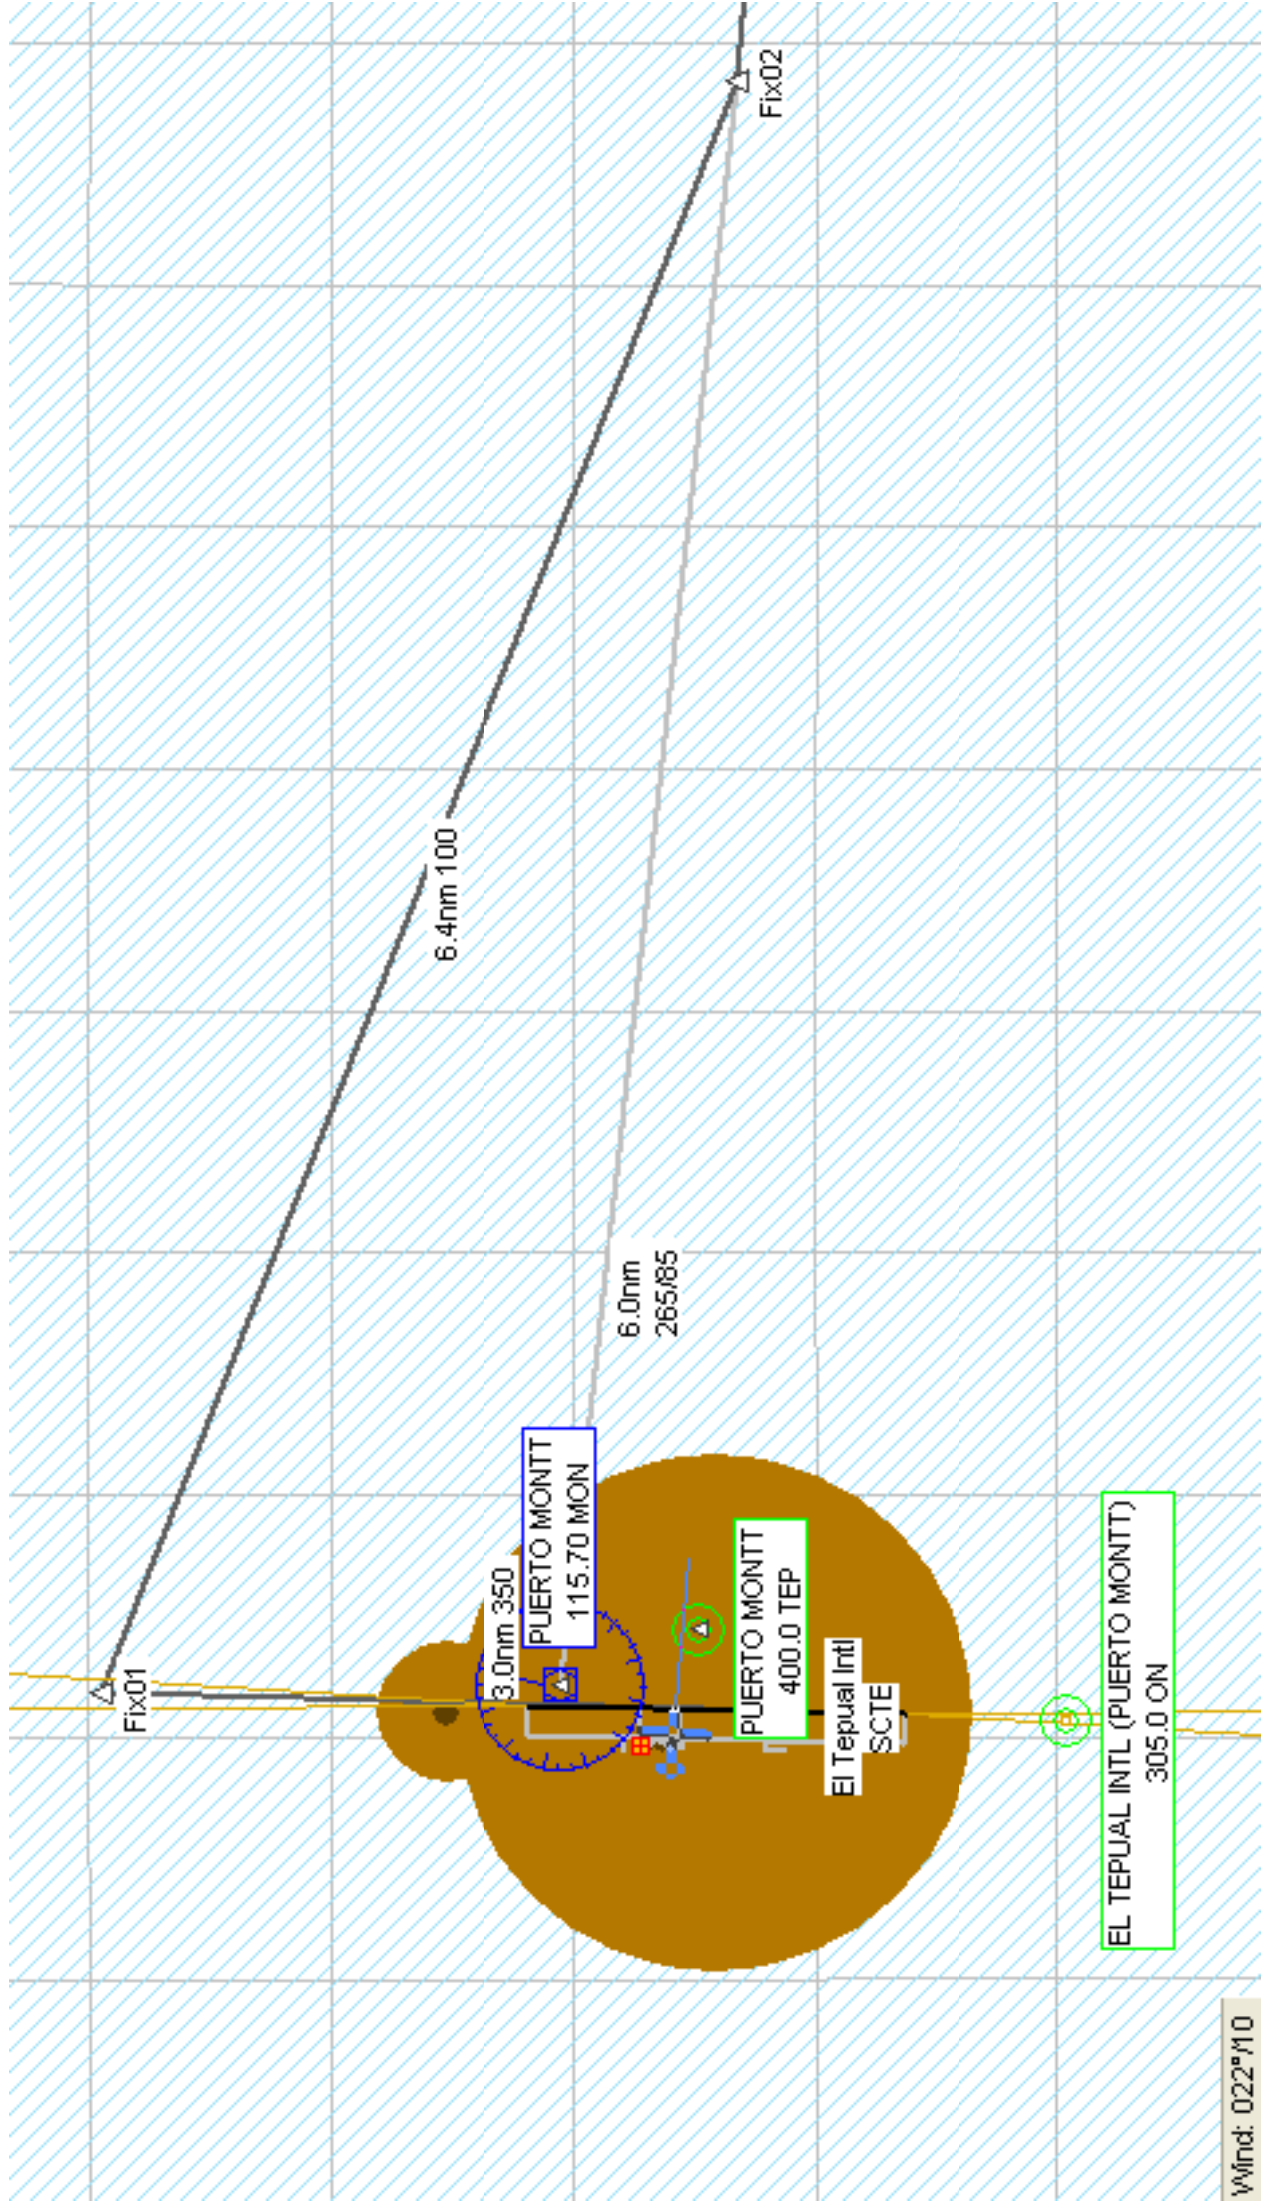 Fix01
Fix02
6.4nm 100
6.0nm
265/85
3.0nm 350
PUERTO MONTT
115.70 MON
PUERTO MONTT
400.0 TEP
El Tepual Intl
SCTE
EL TEPUAL INTL (PUERTO MONTT)
305.0 ON
Wind: 022°/10